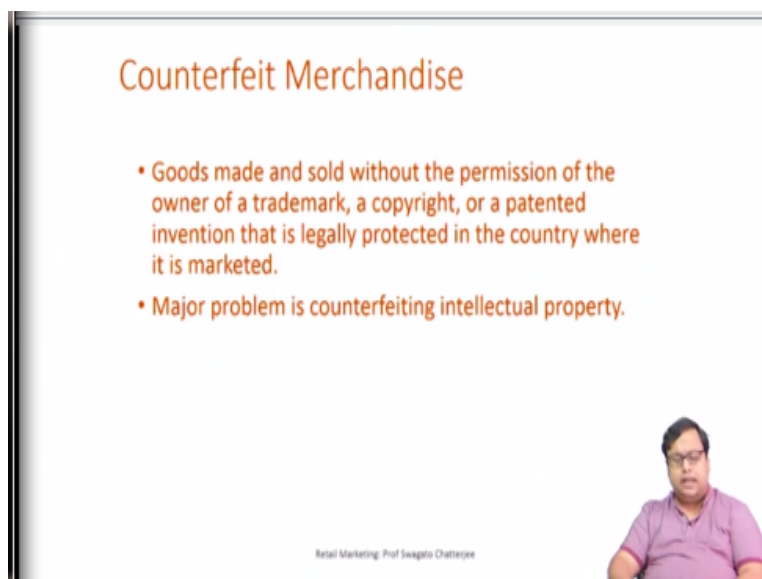 Counterfeit Merchandise
• Goods made and sold without the permission of the
owner of a trademark, a copyright, or a patented
invention that is legally protected in the country where
it is marketed.
• Major problem is counterfeiting intellectual property.
Retail Marketing: Prof Swagato Chatterjee